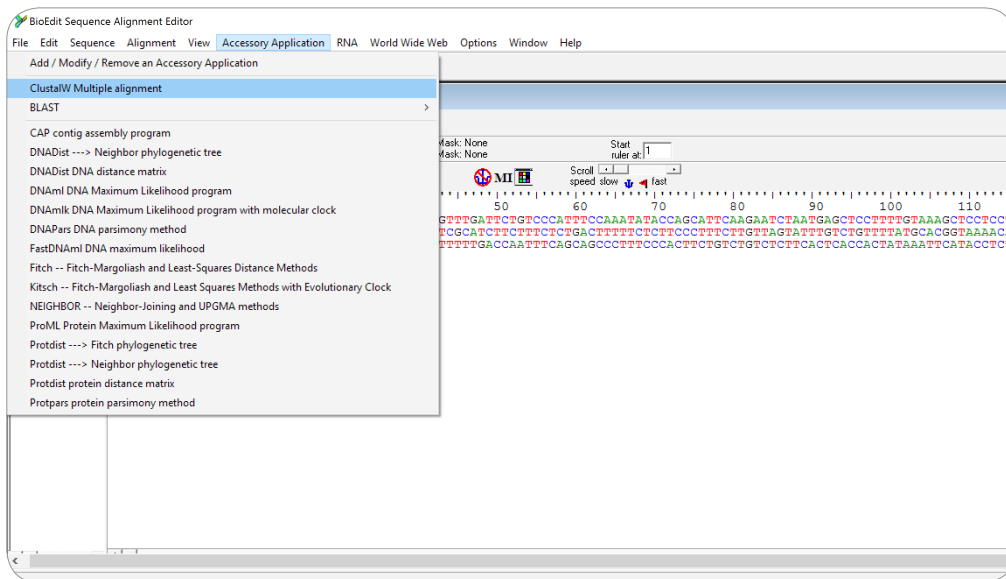 BioEdit Sequence Alignment Editor
File Edit Sequence Alignment View Accessory Application RNA World Wide Web Options Window Help
Add / Modify / Remove an Accessory Application
ClustalW Multiple alignment
BLAST
CAP contig assembly program
DNADist ---> Neighbor phylogenetic tree
DNADist DNA distance matrix
DNAml DNA Maximum Likelihood program
DNAmlk DNA Maximum Likelihood program with molecular clock
DNAPars DNA parsimony method
FastDNAml DNA maximum likelihood
Fitch -- Fitch-Margoliash and Least-Squares Distance Methods
Kitsch -- Fitch-Margoliash and Least Squares Methods with Evolutionary Clock
NEIGHBOR -- Neighbor-Joining and UPGMA methods
ProML Protein Maximum Likelihood program
Protdist ---> Fitch phylogenetic tree
Protdist ---> Neighbor phylogenetic tree
Protdist protein distance matrix
Protpars protein parsimony method
Mask: None
Mask: None
Start
ruler at: 1
MI
Scroll
speed slow fast
50 60 70 80 90 100 110
GTTTGATTCTGTCCCATTTCCAAATATACCAGCATTCAAGAATCTAATGAGCTCCTTTTGTAAAGCTCCTCC
TCGCATCTTCTTTCTCTGACTTTTTCTCTTCCCTTTCTTGTTAGTATTTGTCTGTTTTATGCACGGTAAAACA
TTTTTGACCAATTTCAGCAGCCCTTTCCCACTTCTGTCTGTCTCTTCACTCACCACTATAAATTCATACCTC